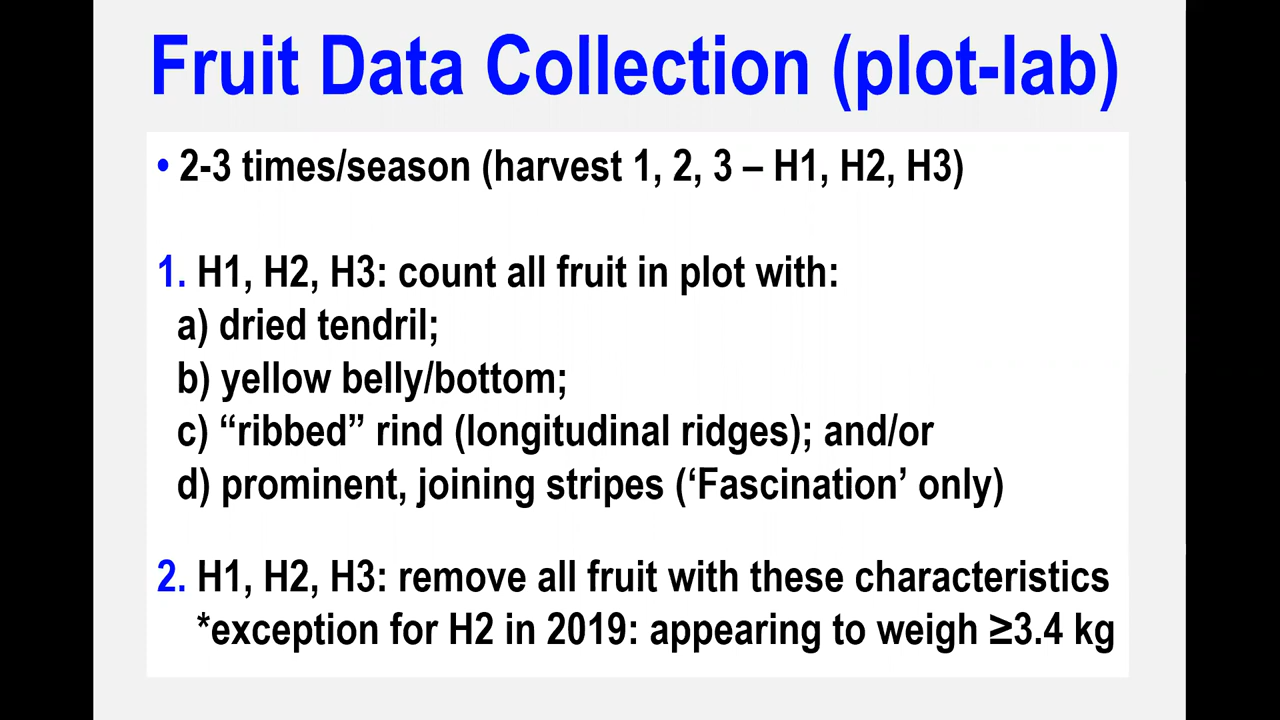 Fruit Data Collection (plot-lab)
• 2-3 times/season (harvest 1, 2, 3 – H1, H2, H3)
1. H1, H2, H3: count all fruit in plot with:
a) dried tendril;
b) yellow belly/bottom;
c) “ribbed” rind (longitudinal ridges); and/or
d) prominent, joining stripes (‘Fascination’ only)
2. H1, H2, H3: remove all fruit with these characteristics
*exception for H2 in 2019: appearing to weigh ≥3.4 kg